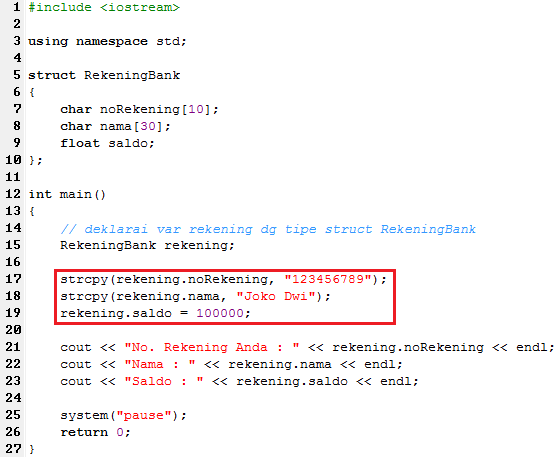 1 #include <iostream>
2
3 using namespace std;
4
5 struct RekeningBank
6 {
7     char noRekening[10];
8     char nama[30];
9     float saldo;
10 };
11
12 int main()
13 {
14     // deklarai var rekening dg tipe struct RekeningBank
15     RekeningBank rekening;
16
17     strcpy(rekening.noRekening, "123456789");
18     strcpy(rekening.nama, "Joko Dwi");
19     rekening.saldo = 100000;
20
21     cout << "No. Rekening Anda : " << rekening.noRekening << endl;
22     cout << "Nama : " << rekening.nama << endl;
23     cout << "Saldo : " << rekening.saldo << endl;
24
25     system("pause");
26     return 0;
27 }